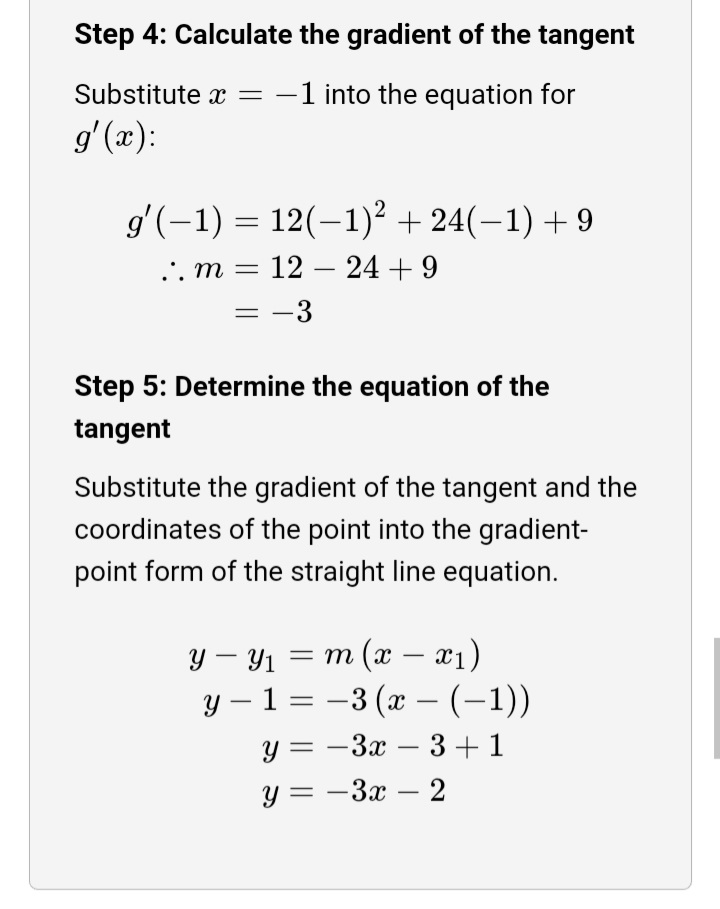 Step 4: Calculate the gradient of the tangent
Substitute x = −1 into the equation for
g′(x):
g′(−1) = 12(−1)² + 24(−1) + 9
∴ m = 12 − 24 + 9
= −3
Step 5: Determine the equation of the
tangent
Substitute the gradient of the tangent and the
coordinates of the point into the gradient-
point form of the straight line equation.
y − y₁ = m (x − x₁)
y − 1 = −3 (x − (−1))
y = −3x − 3 + 1
y = −3x − 2